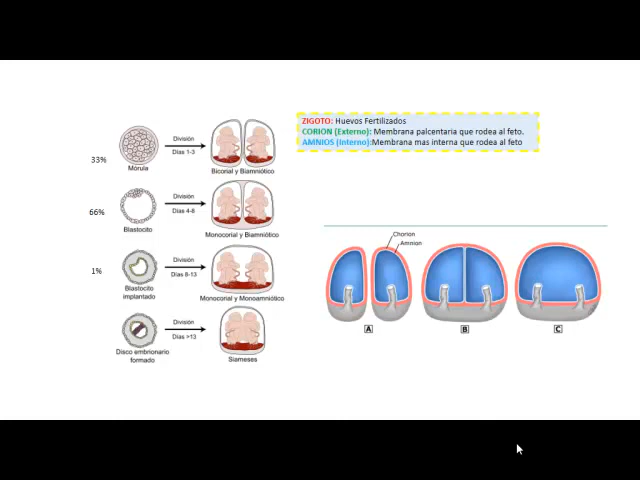 ZIGOTO: Huevos Fertilizados
CORION (Externo): Membrana palcentaria que rodea al feto.
AMNIOS (Interno):Membrana mas interna que rodea al feto
33%
Mórula
División
Días 1-3
Bicorial y Biamniótico
66%
Blastocito
División
Días 4-8
Monocorial y Biamniótico
1%
Blastocito
implantado
División
Días 8-13
Monocorial y Monoamniótico
Disco embrionario
formado
División
Días >13
Siameses
Chorion
Amnion
A
B
C